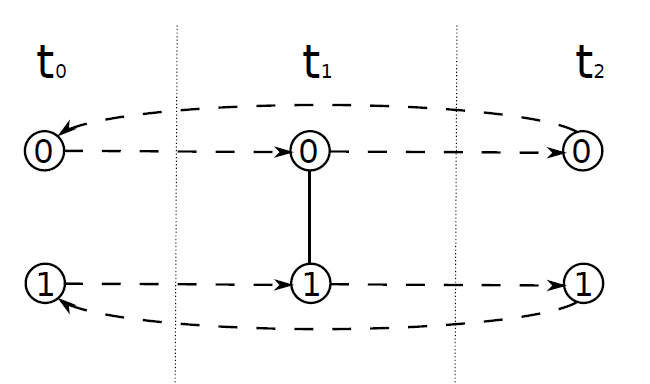 t₀ t₁ t₂
0 0 0
1 1 1